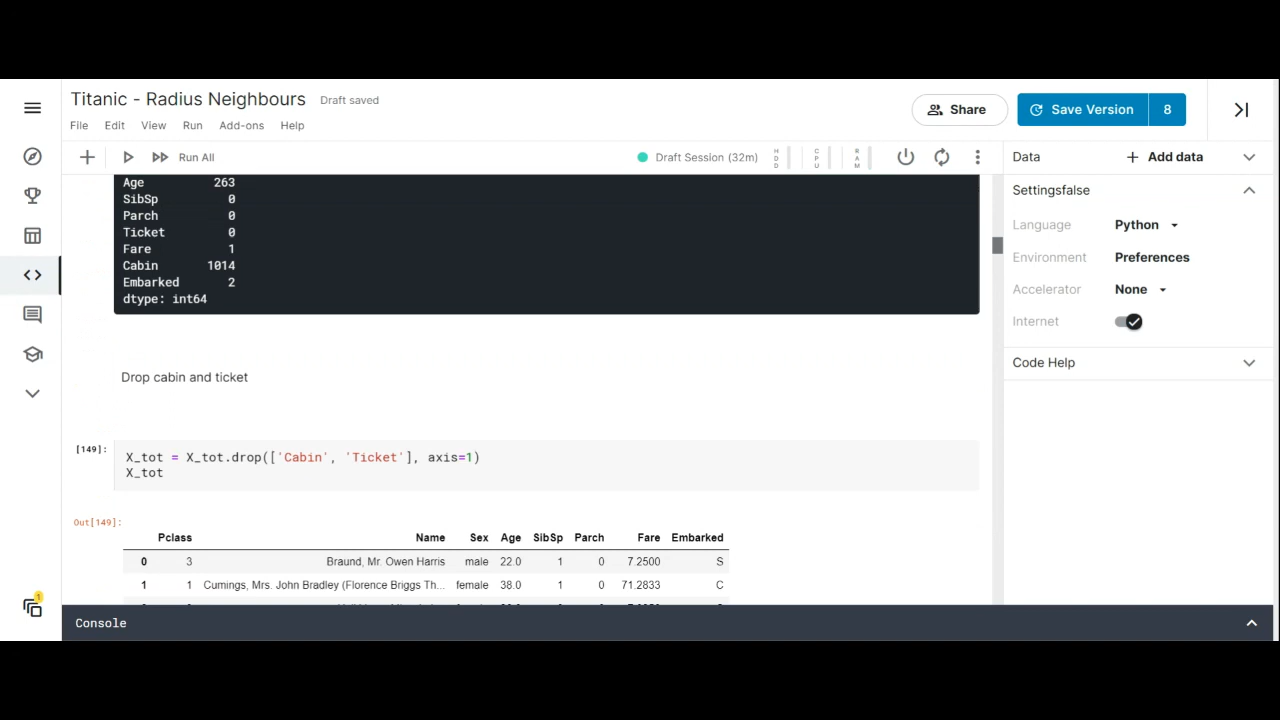 Titanic - Radius Neighbours Draft saved
File Edit View Run Add-ons Help
Share
Save Version 8
Run All
Draft Session (32m)
HDD
CPU
RAM
Data
Add data
Settingsfalse
Language Python
Environment Preferences
Accelerator None
Internet
Code Help
Age 263
SibSp 0
Parch 0
Ticket 0
Fare 1
Cabin 1014
Embarked 2
dtype: int64
Drop cabin and ticket
[149]:
X_tot = X_tot.drop(['Cabin', 'Ticket'], axis=1)
X_tot
Out[149]:
Pclass Name Sex Age SibSp Parch Fare Embarked
0 3 Braund, Mr. Owen Harris male 22.0 1 0 7.2500 S
1 1 Cumings, Mrs. John Bradley (Florence Briggs Th... female 38.0 1 0 71.2833 C
1
Console